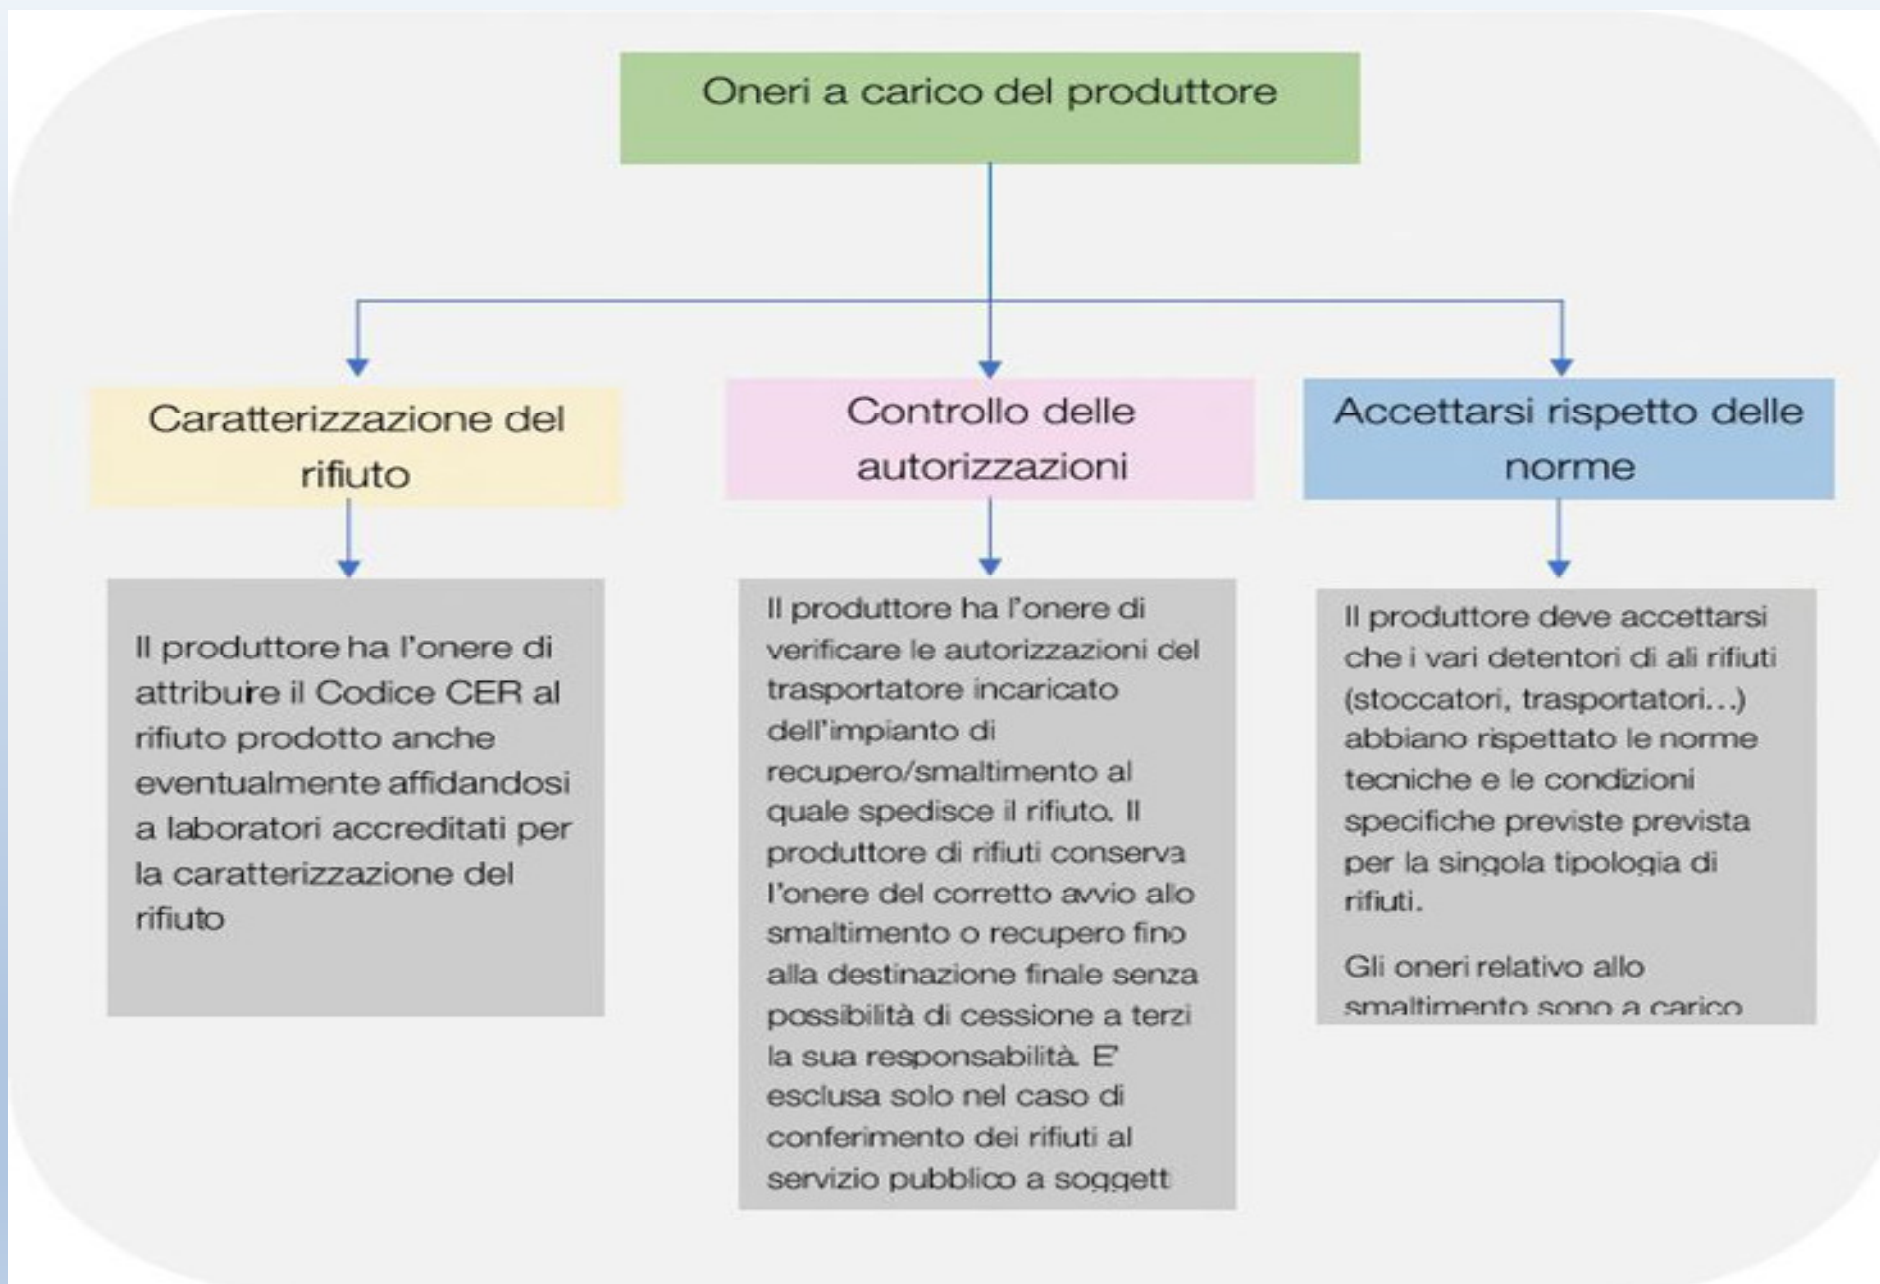 Oneri a carico del produttore
Caratterizzazione del
rifiuto
Il produttore ha l'onere di
attribuire il Codice CER al
rifiuto prodotto anche
eventualmente affidandosi
a laboratori accreditati per
la caratterizzazione del
rifiuto
Controllo delle
autorizzazioni
Il produttore ha l'onere di
verificare le autorizzazioni del
trasportatore incaricato
dell'impianto di
recupero/smaltimento al
quale spedisce il rifiuto. Il
produttore di rifiuti conserva
l'onere del corretto avvio allo
smaltimento o recupero fino
alla destinazione finale senza
possibilità di cessione a terzi
la sua responsabilità. E'
esclusa solo nel caso di
conferimento dei rifiuti al
servizio pubblico a soggett
Accettarsi rispetto delle
norme
Il produttore deve accettarsi
che i vari detentori di ali rifiuti
(stoccatori, trasportatori...)
abbiano rispettato le norme
tecniche e le condizioni
specifiche previste prevista
per la singola tipologia di
rifiuti.
Gli oneri relativo allo
smaltimento sono a carico